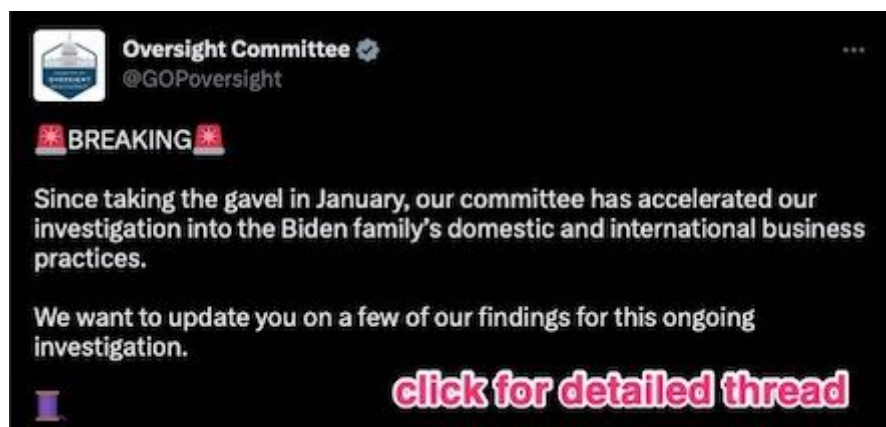 Oversight Committee
@GOPoversight
🚨BREAKING🚨
Since taking the gavel in January, our committee has accelerated our
investigation into the Biden family's domestic and international business
practices.
We want to update you on a few of our findings for this ongoing
investigation.
🧵
click for detailed thread